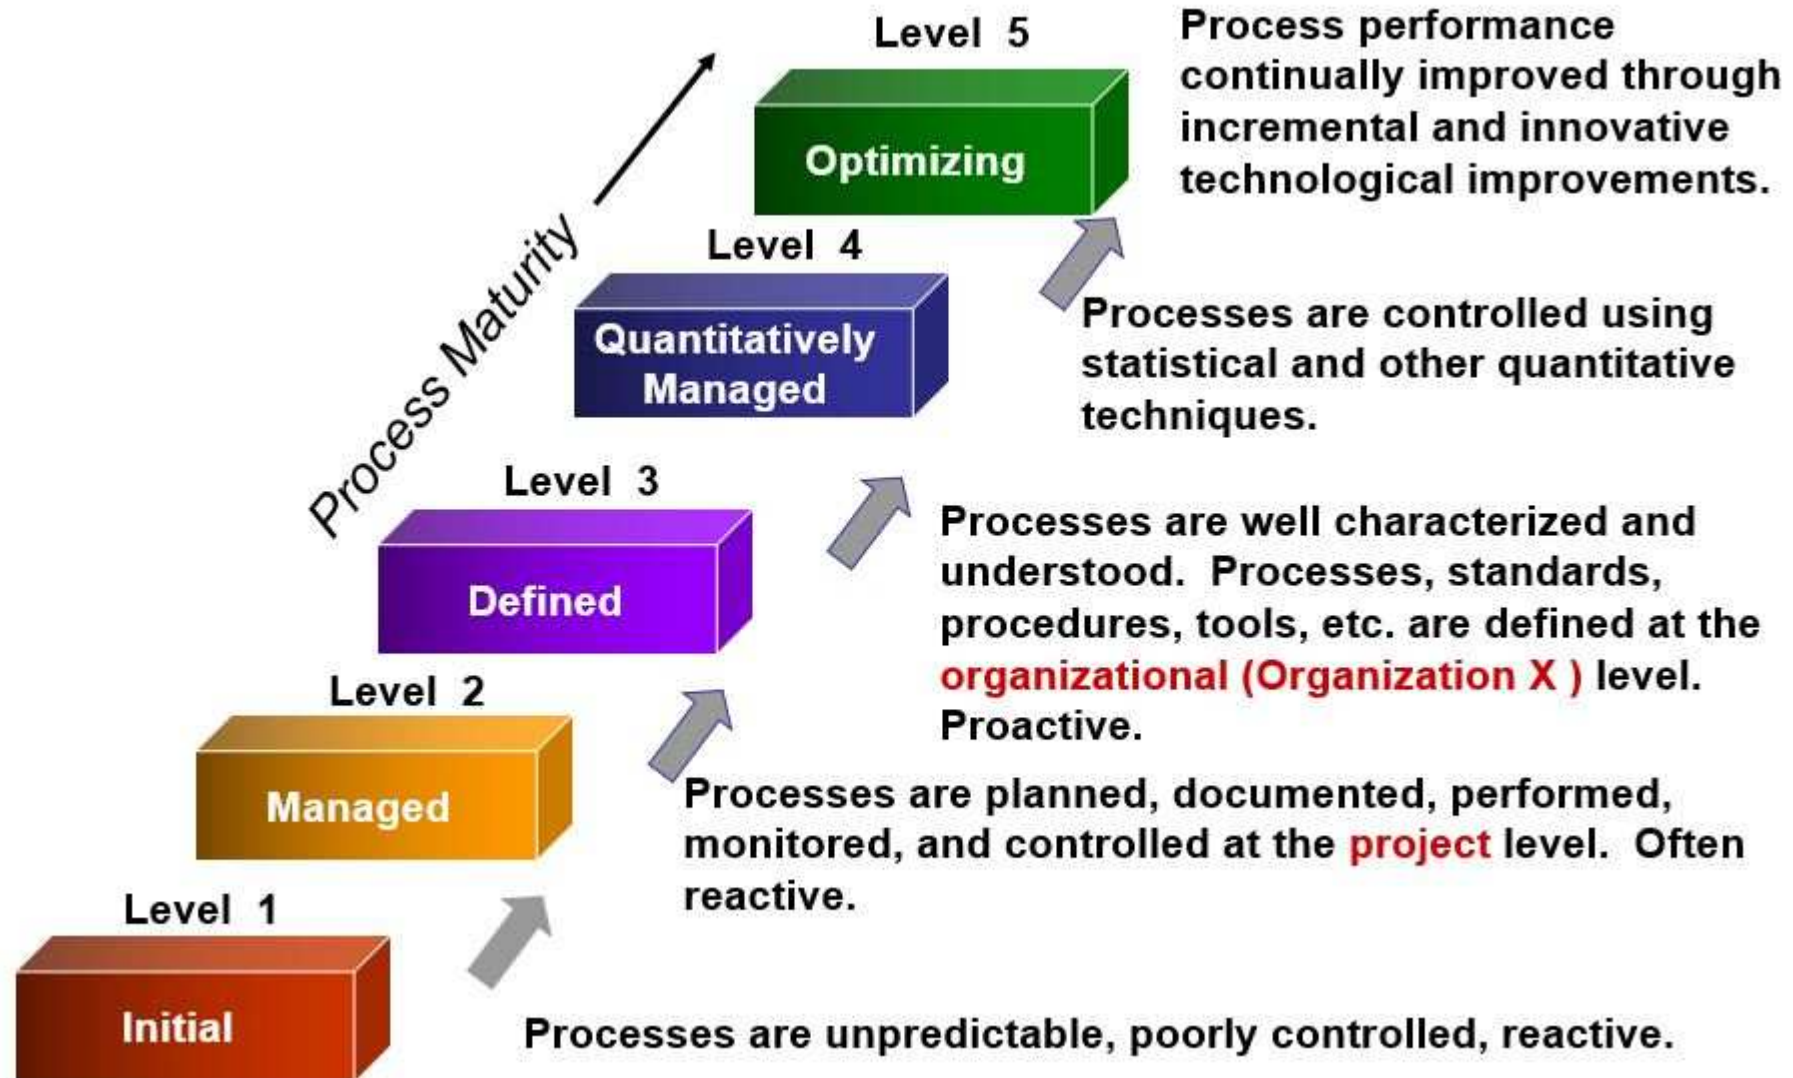 Level 5
Process performance
continually improved through
incremental and innovative
technological improvements.
Optimizing
Process Maturity
Level 4
Quantitatively
Managed
Processes are controlled using
statistical and other quantitative
techniques.
Level 3
Defined
Processes are well characterized and
understood. Processes, standards,
procedures, tools, etc. are defined at the
organizational (Organization X ) level.
Proactive.
Level 2
Managed
Processes are planned, documented, performed,
monitored, and controlled at the project level. Often
reactive.
Level 1
Initial
Processes are unpredictable, poorly controlled, reactive.